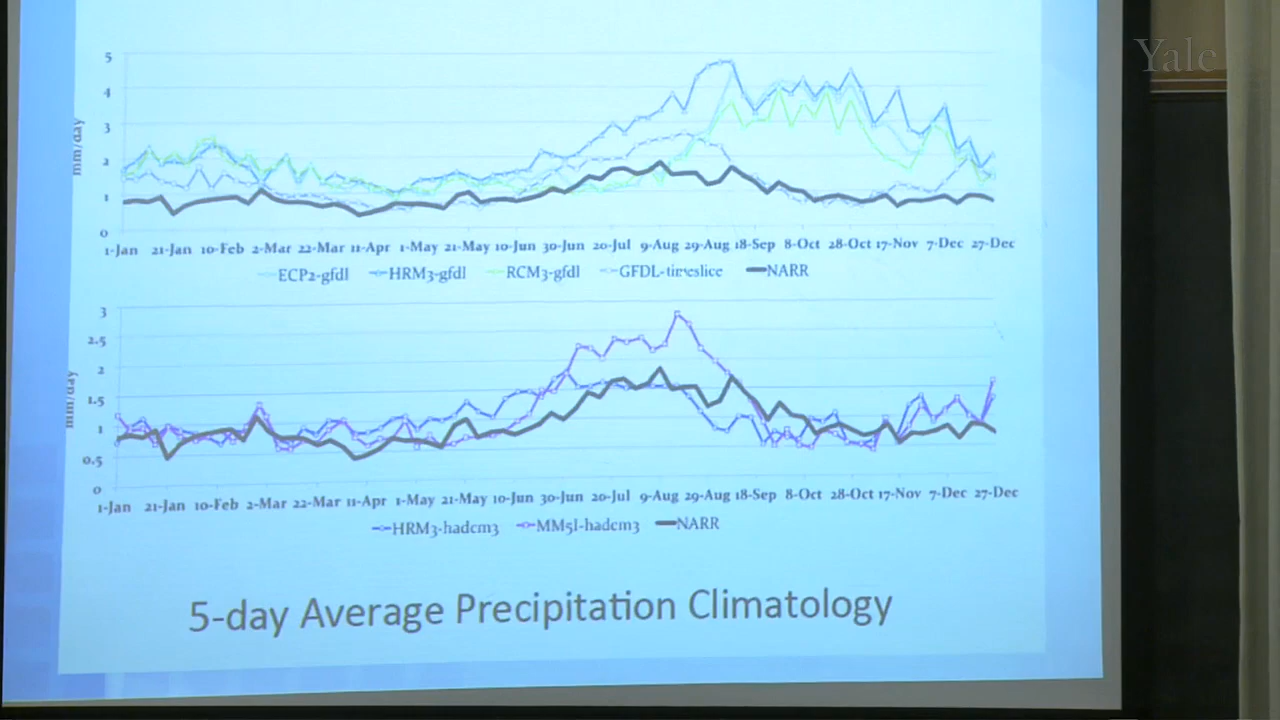 Yale
5
4
3
2
1
0
mm/day
1-Jan 21-Jan 10-Feb 2-Mar 22-Mar 11-Apr 1-May 21-May 10-Jun 30-Jun 20-Jul 9-Aug 29-Aug 18-Sep 8-Oct 28-Oct 17-Nov 7-Dec 27-Dec
ECP2-gfdl HRM3-gfdl RCM3-gfdl GFDL-timeslice NARR
3
2.5
2
1.5
1
0.5
0
mm/day
1-Jan 21-Jan 10-Feb 2-Mar 22-Mar 11-Apr 1-May 21-May 10-Jun 30-Jun 20-Jul 9-Aug 29-Aug 18-Sep 8-Oct 28-Oct 17-Nov 7-Dec 27-Dec
HRM3-hadcm3 MM5I-hadcm3 NARR
5-day Average Precipitation Climatology